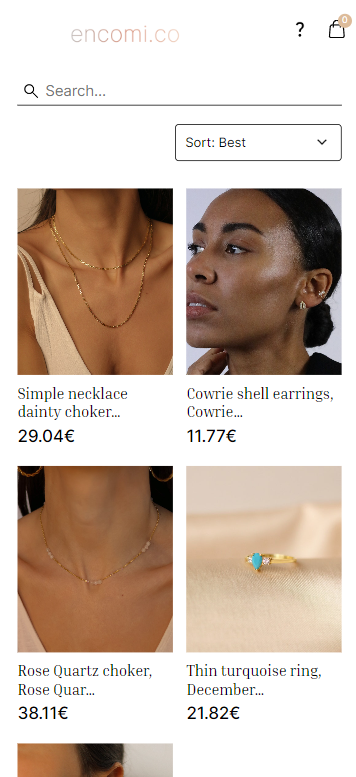 encomi.co
?
0
Search...
Sort: Best
Simple necklace
dainty choker...
29.04€
Cowrie shell earrings,
Cowrie...
11.77€
Rose Quartz choker,
Rose Quar...
38.11€
Thin turquoise ring,
December...
21.82€